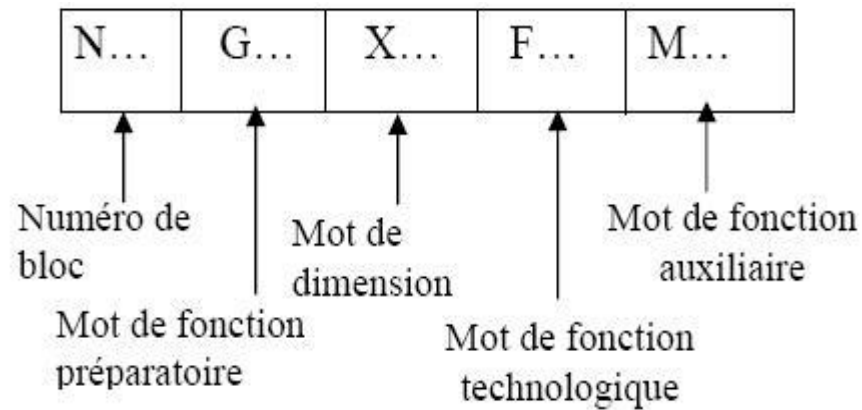 N... G... X... F... M...
Numéro de
bloc
Mot de fonction
préparatoire
Mot de
dimension
Mot de fonction
technologique
Mot de fonction
auxiliaire